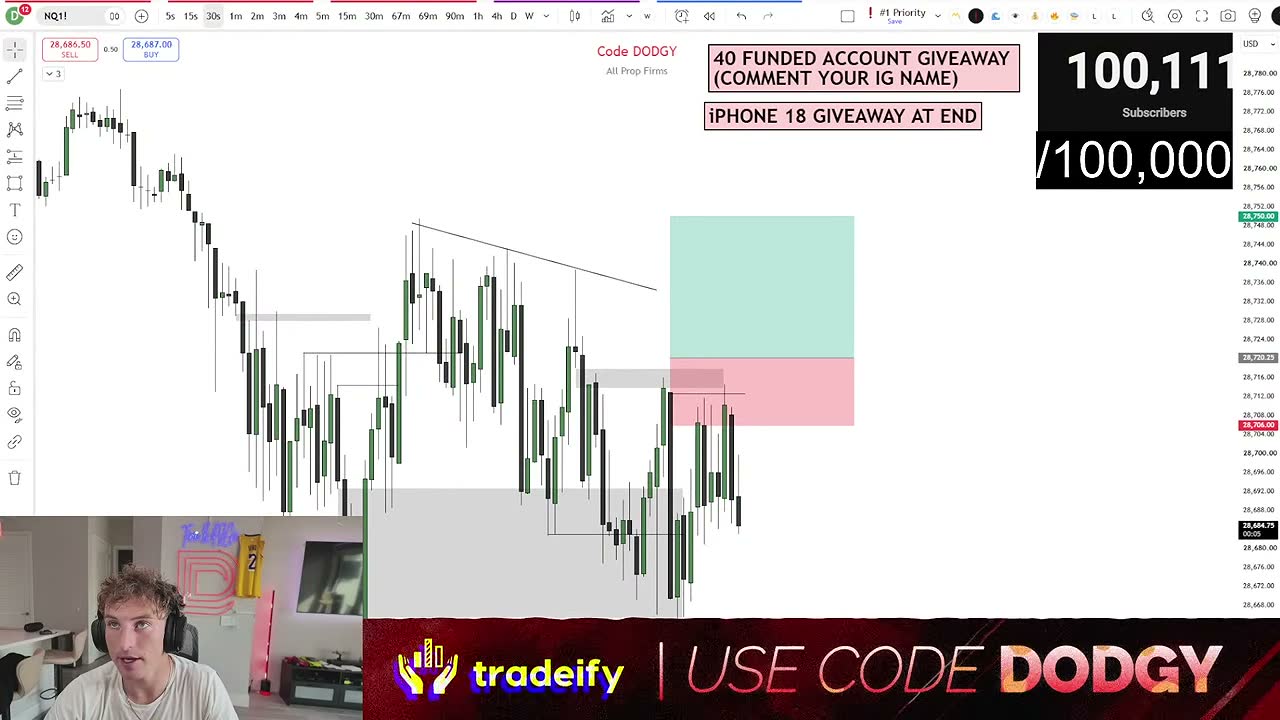 D 12 NQ1! 5s 15s 30s 1m 2m 3m 4m 5m 15m 30m 67m 69m 90m 1h 4h D W w #1 Priority
Save
L L
28,686.50
SELL
0.50
28,687.00
BUY
3
Code DODGY
All Prop Firms
40 FUNDED ACCOUNT GIVEAWAY
(COMMENT YOUR IG NAME)
iPHONE 18 GIVEAWAY AT END
100,111
Subscribers
/100,000
USD
28,780.00
28,776.00
28,772.00
28,768.00
28,764.00
28,760.00
28,756.00
28,752.00
28,750.00
28,748.00
28,744.00
28,740.00
28,736.00
28,732.00
28,728.00
28,724.00
28,720.25
28,716.00
28,712.00
28,708.00
28,706.00
28,704.00
28,700.00
28,696.00
28,692.00
28,688.00
28,684.75
00:05
28,680.00
28,676.00
28,672.00
28,668.00
D
2
tradeify | USE CODE DODGY